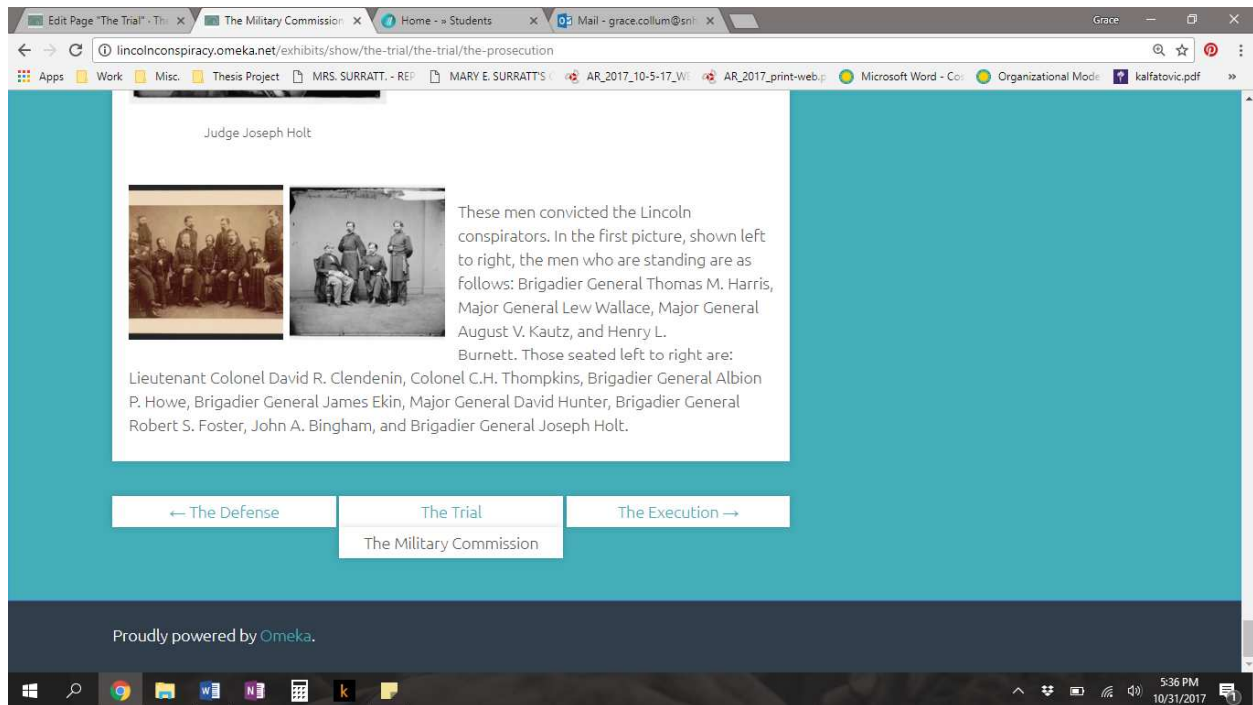 Edit Page "The Trial" - The
The Military Commission
Home - » Students
Mail - grace.collum@snh
Grace
lincolnconspiracy.omeka.net/exhibits/show/the-trial/the-trial/the-prosecution
Apps Work Misc. Thesis Project MRS. SURRATT. - REP MARY E. SURRATT'S AR_2017_10-5-17_WE AR_2017_print-web.p Microsoft Word - Co Organizational Mode kalfatovic.pdf »
Judge Joseph Holt
These men convicted the Lincoln
conspirators. In the first picture, shown left
to right, the men who are standing are as
follows: Brigadier General Thomas M. Harris,
Major General Lew Wallace, Major General
August V. Kautz, and Henry L.
Burnett. Those seated left to right are:
Lieutenant Colonel David R. Clendenin, Colonel C.H. Thompkins, Brigadier General Albion
P. Howe, Brigadier General James Ekin, Major General David Hunter, Brigadier General
Robert S. Foster, John A. Bingham, and Brigadier General Joseph Holt.
← The Defense
The Trial
The Execution →
The Military Commission
Proudly powered by Omeka.
5:36 PM
10/31/2017